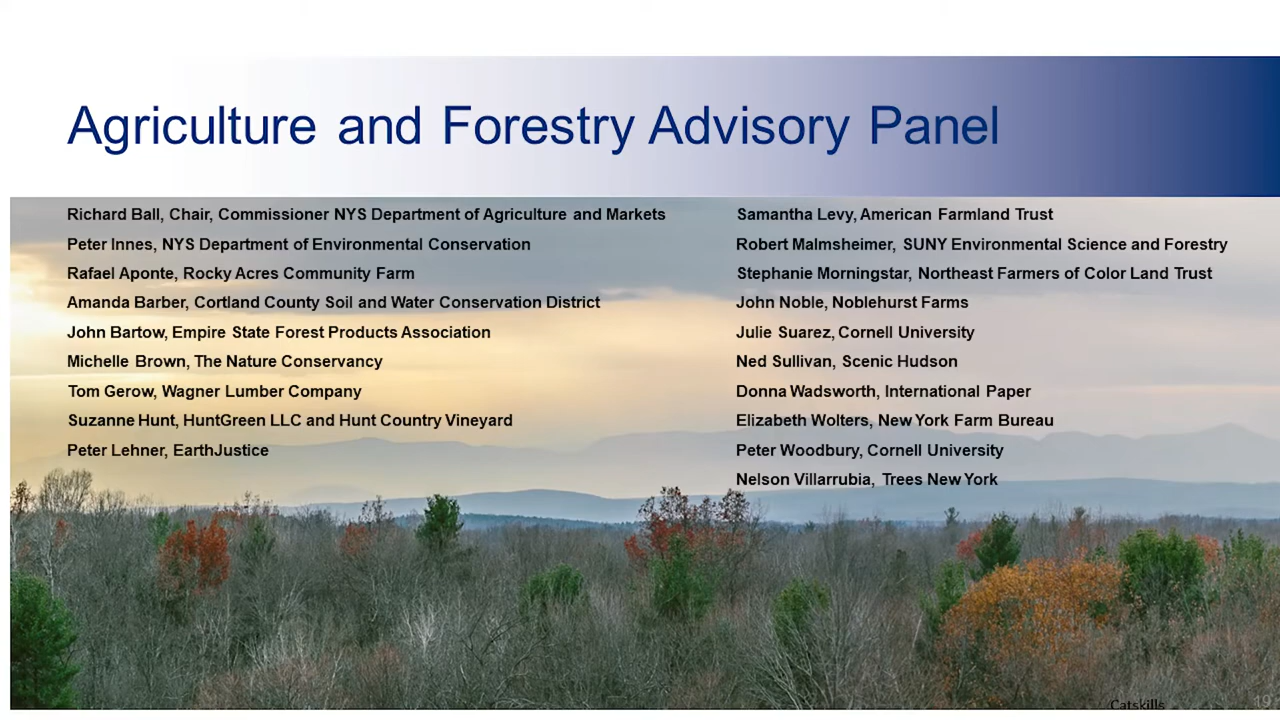 Agriculture and Forestry Advisory Panel
Richard Ball, Chair, Commissioner NYS Department of Agriculture and Markets
Peter Innes, NYS Department of Environmental Conservation
Rafael Aponte, Rocky Acres Community Farm
Amanda Barber, Cortland County Soil and Water Conservation District
John Bartow, Empire State Forest Products Association
Michelle Brown, The Nature Conservancy
Tom Gerow, Wagner Lumber Company
Suzanne Hunt, HuntGreen LLC and Hunt Country Vineyard
Peter Lehner, EarthJustice
Samantha Levy, American Farmland Trust
Robert Malmsheimer, SUNY Environmental Science and Forestry
Stephanie Morningstar, Northeast Farmers of Color Land Trust
John Noble, Noblehurst Farms
Julie Suarez, Cornell University
Ned Sullivan, Scenic Hudson
Donna Wadsworth, International Paper
Elizabeth Wolters, New York Farm Bureau
Peter Woodbury, Cornell University
Nelson Villarrubia, Trees New York
Catskills
19